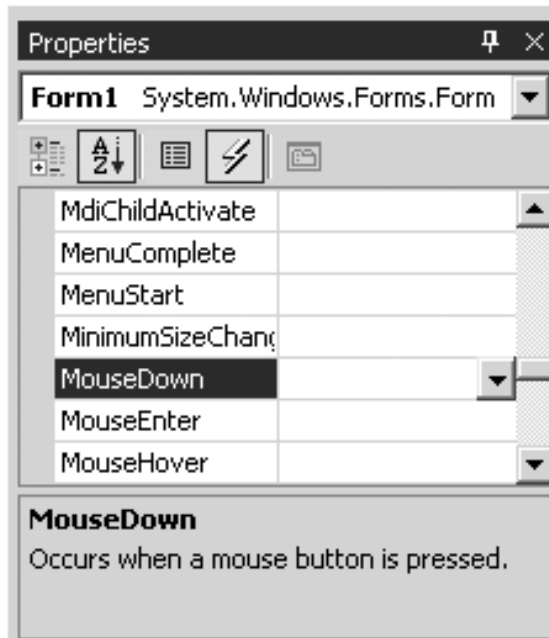 Properties
Form1 System.Windows.Forms.Form
MdiChildActivate
MenuComplete
MenuStart
MinimumSizeChang
MouseDown
MouseEnter
MouseHover
MouseDown
Occurs when a mouse button is pressed.